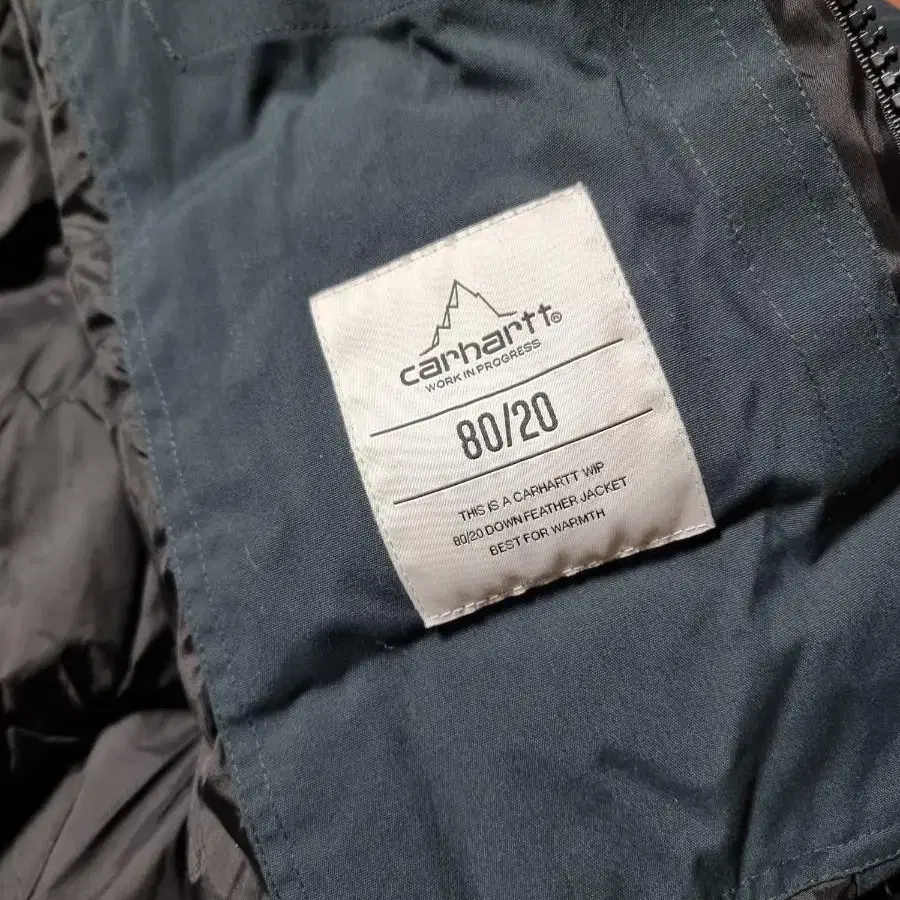 carhartt®
WORK IN PROGRESS
80/20
THIS IS A CARHARTT WIP
80/20 DOWN FEATHER JACKET
BEST FOR WARMTH